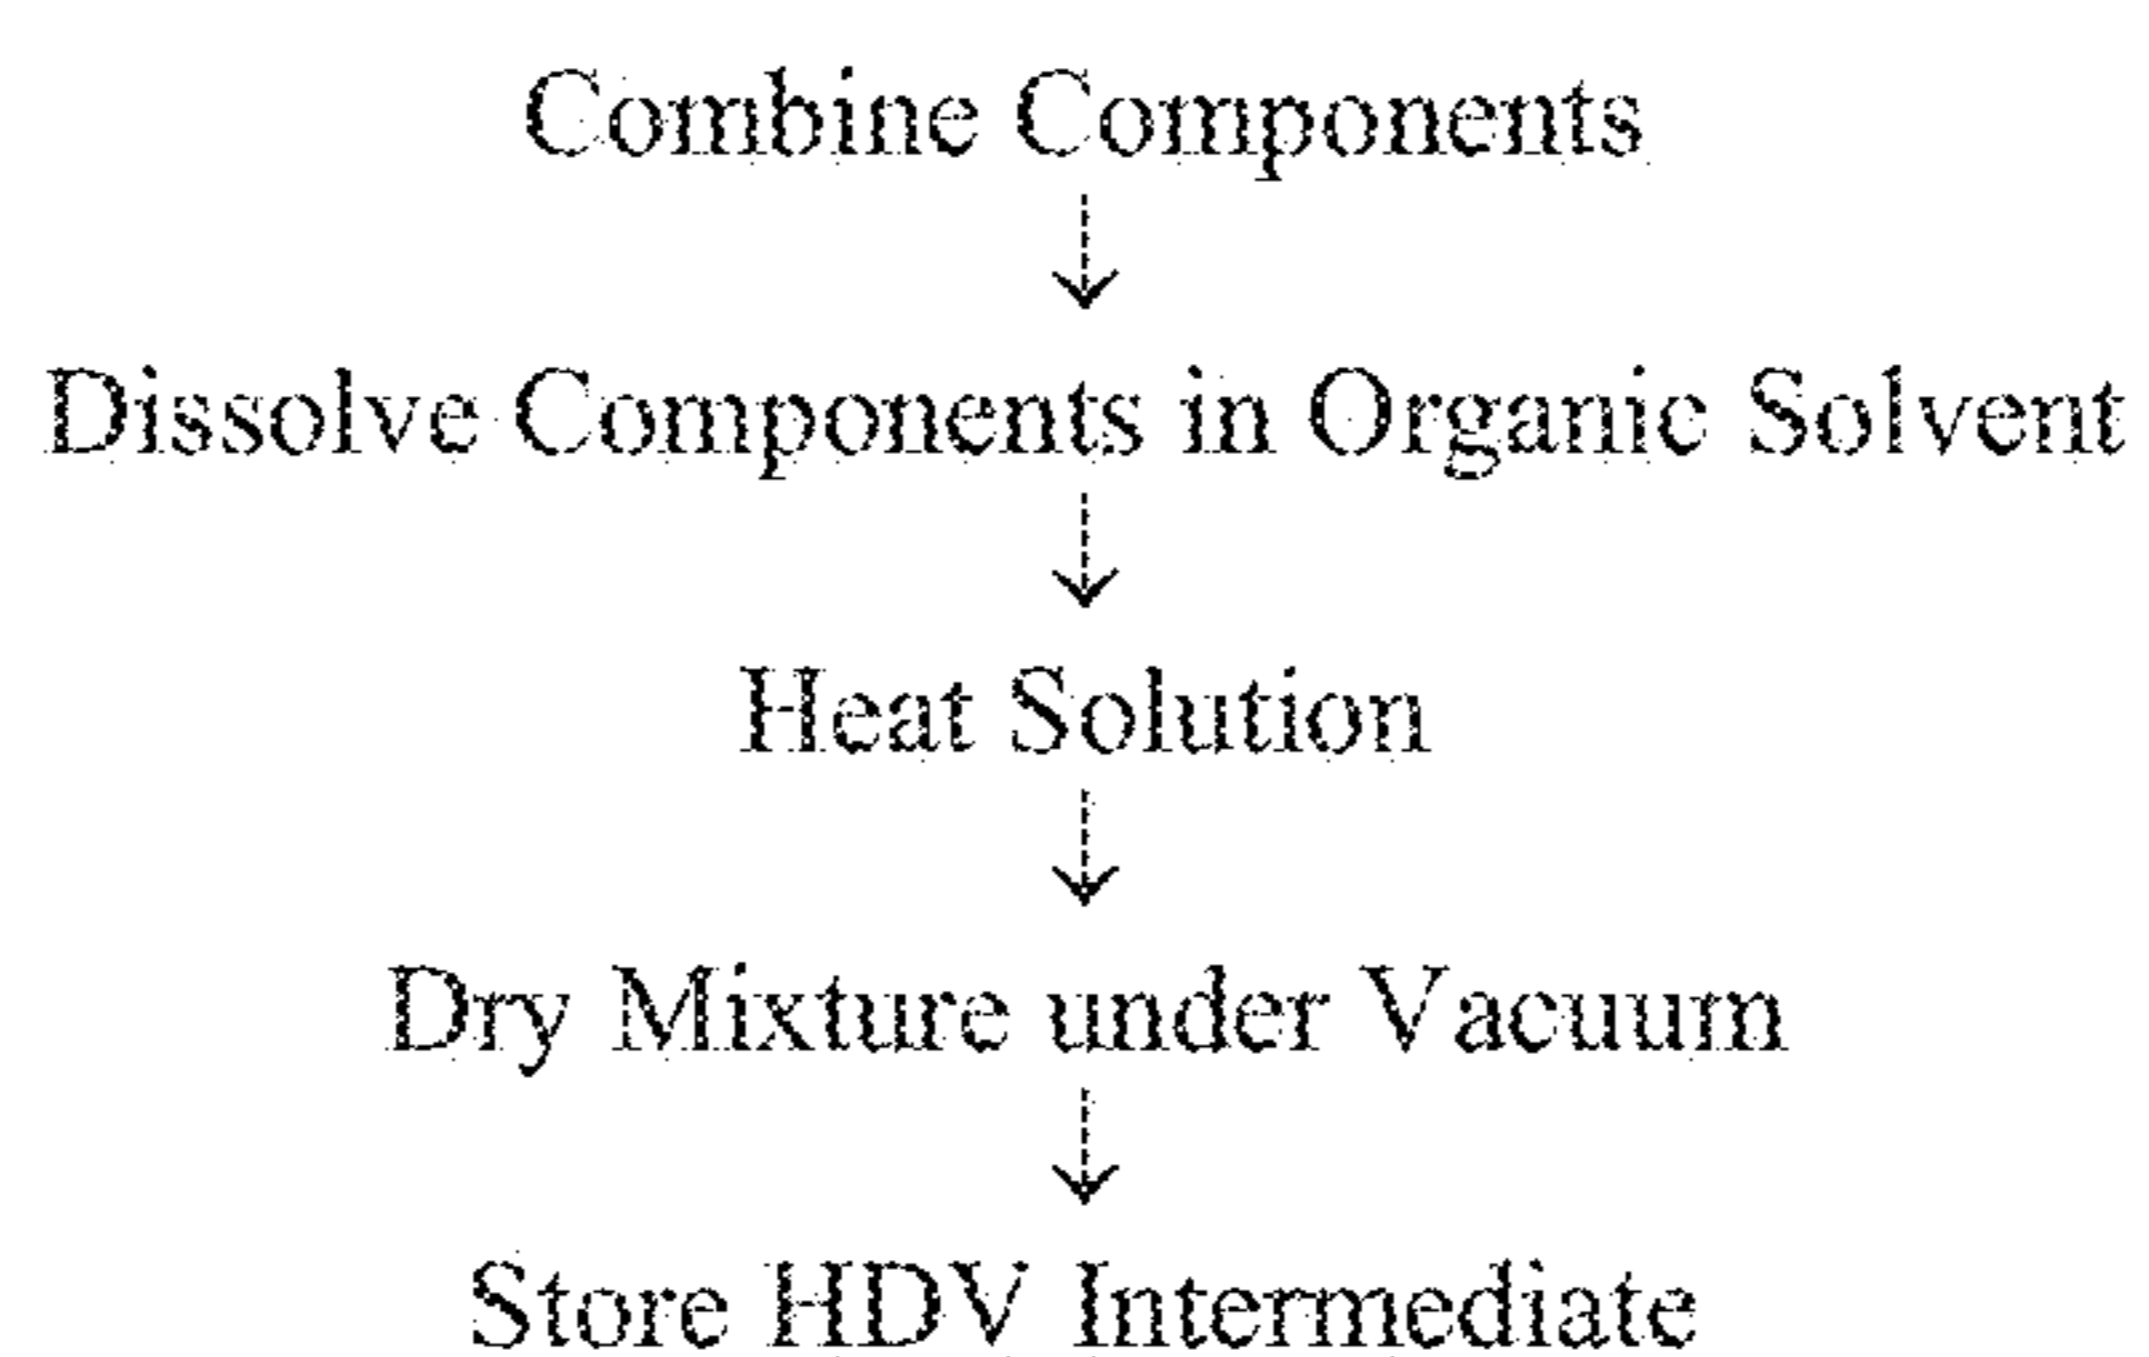 Combine Components
Dissolve Components in Organic Solvent
Heat Solution
Dry Mixture under Vacuum
Store HDV Intermediate